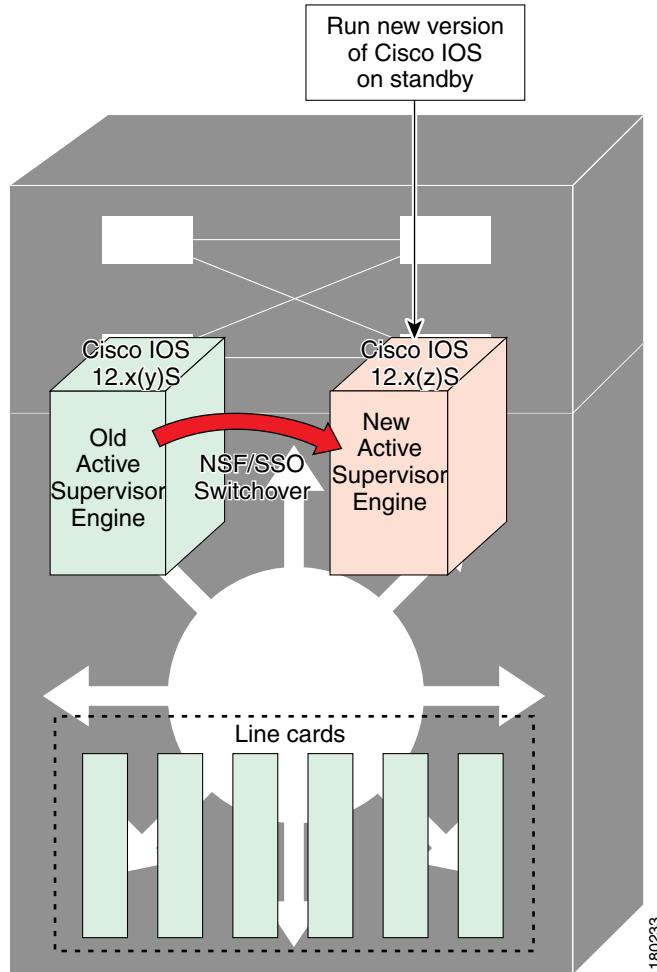 Run new version
of Cisco IOS
on standby
Cisco IOS
12.x(y)S
Cisco IOS
12.x(z)S
Old
Active
Supervisor
Engine
NSF/SSO
Switchover
New
Active
Supervisor
Engine
Line cards
180233